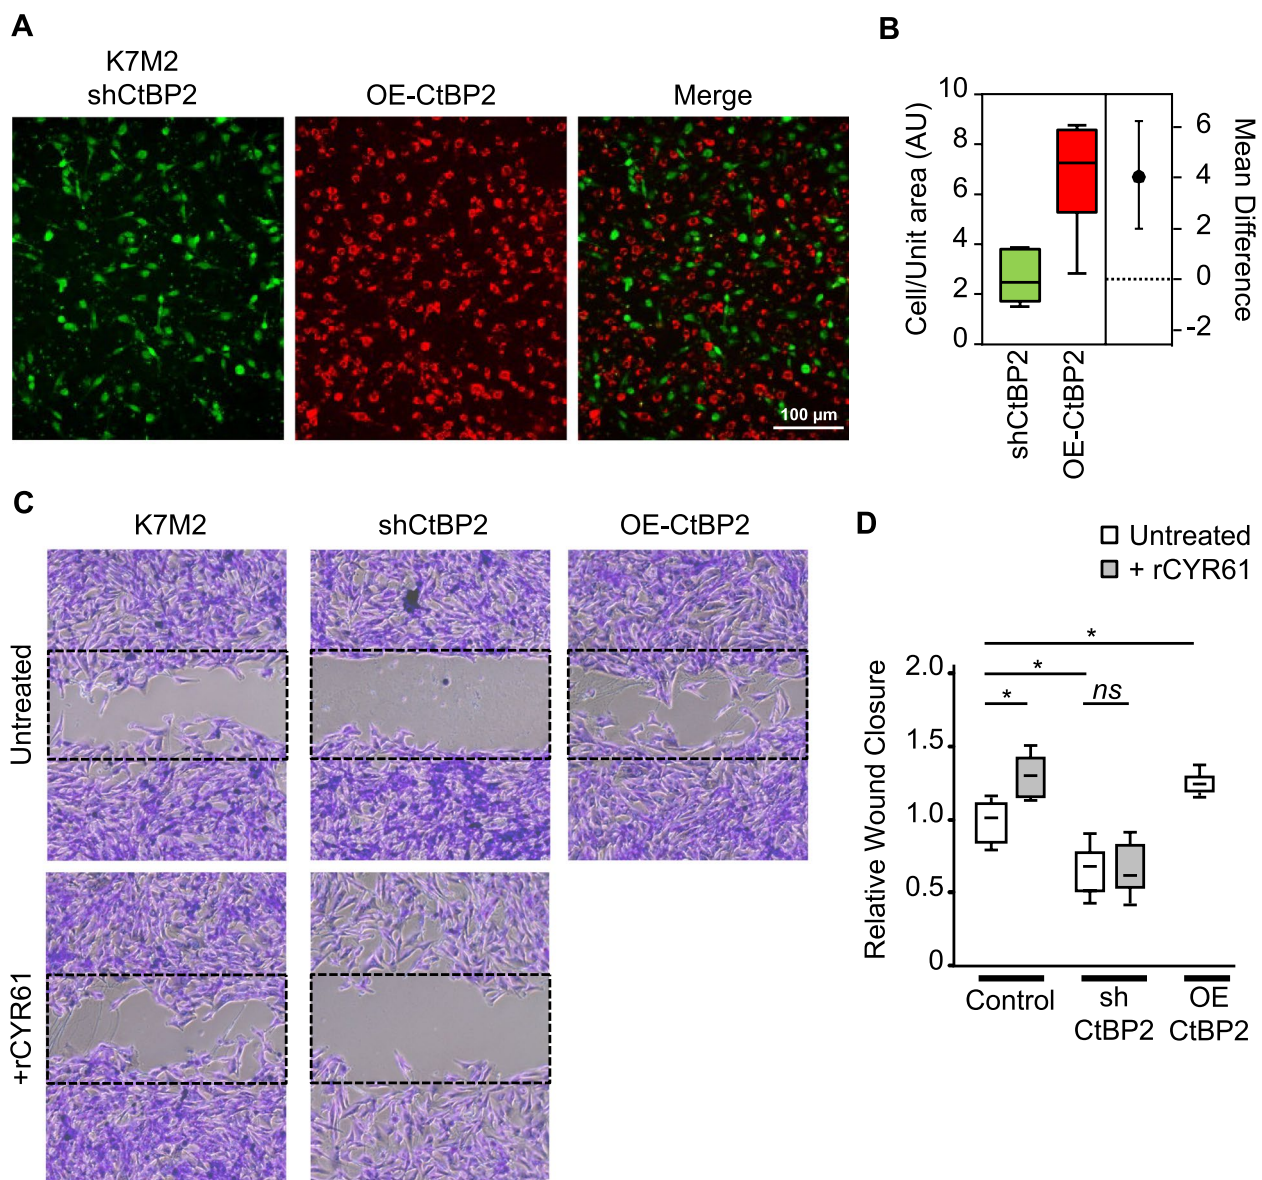 A
K7M2
shCtBP2
OE-CtBP2
Merge
100 µm
B
Cell/Unit area (AU)
10
8
6
4
2
0
6
4
2
0
-2
Mean Difference
shCtBP2
OE-CtBP2
C
K7M2
shCtBP2
OE-CtBP2
Untreated
+rCYR61
D
Untreated
+ rCYR61
Relative Wound Closure
2.0
1.5
1.0
0.5
0
*
*
*
ns
Control
sh
CtBP2
OE
CtBP2